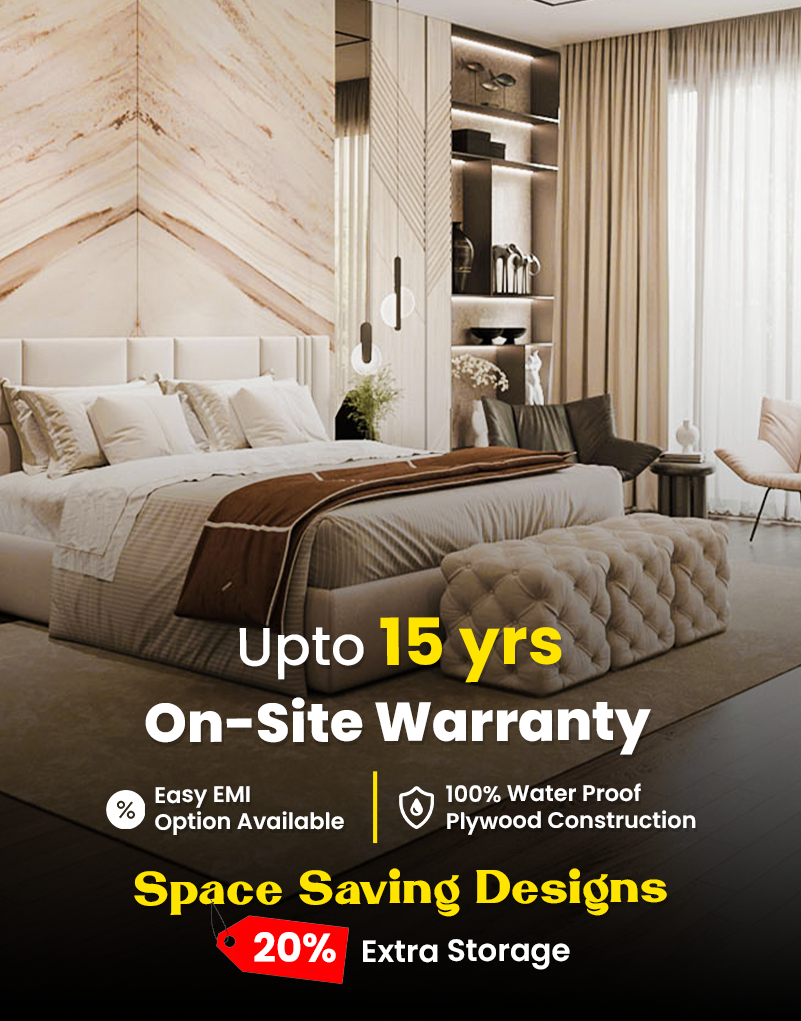 Upto 15 yrs
On-Site Warranty
Easy EMI
Option Available
100% Water Proof
Plywood Construction
Space Saving Designs
20% Extra Storage